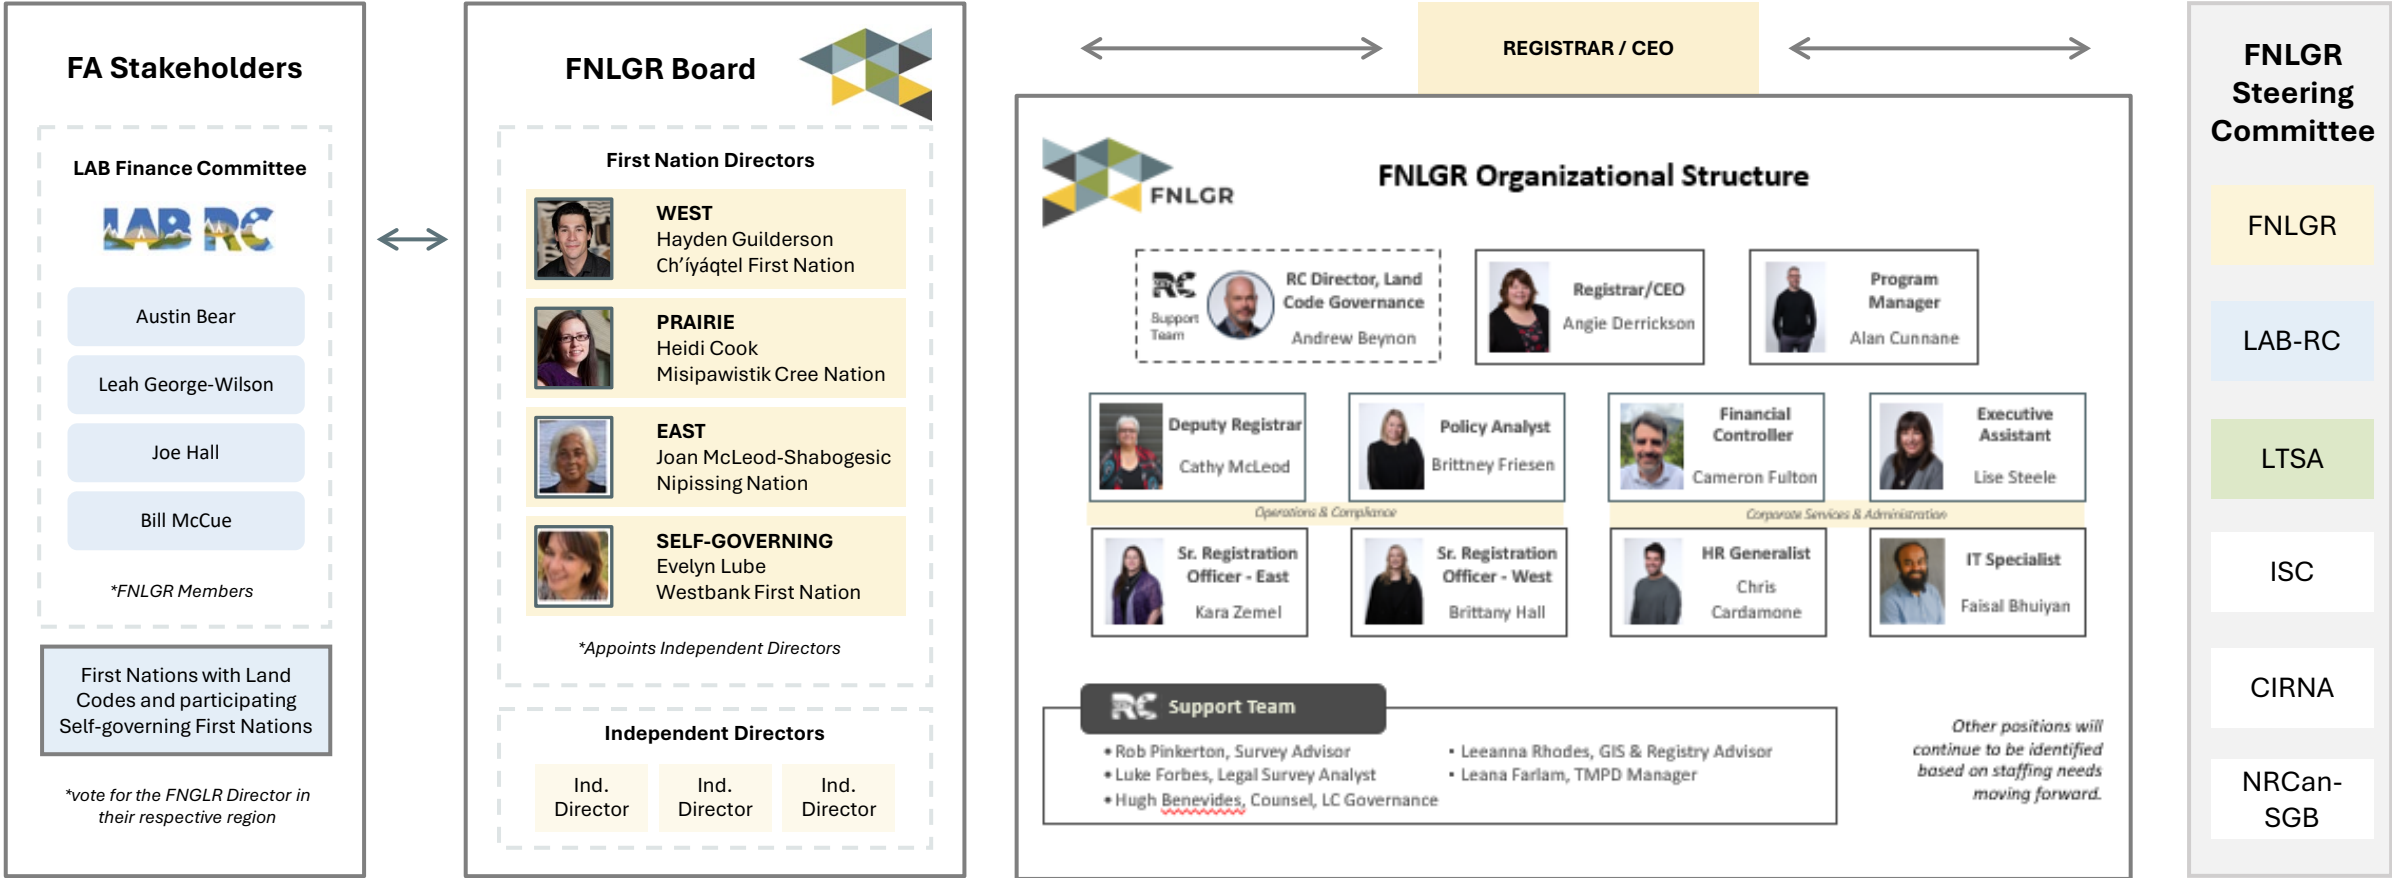 FA Stakeholders
LAB Finance Committee
LAB RC
Austin Bear
Leah George-Wilson
Joe Hall
Bill McCue
*FNLGR Members
First Nations with Land
Codes and participating
Self-governing First Nations
*vote for the FNGLR Director in
their respective region
FNLGR Board
First Nation Directors
WEST
Hayden Guilderson
Ch’íyáqtel First Nation
PRAIRIE
Heidi Cook
Misipawistik Cree Nation
EAST
Joan McLeod-Shabogesic
Nipissing Nation
SELF-GOVERNING
Evelyn Lube
Westbank First Nation
*Appoints Independent Directors
Independent Directors
Ind.
Director
Ind.
Director
Ind.
Director
REGISTRAR / CEO
FNLGR
FNLGR Organizational Structure
RC
Support
Team
RC Director, Land
Code Governance
Andrew Beynon
Registrar/CEO
Angie Derrickson
Program
Manager
Alan Cunnane
Deputy Registrar
Cathy McLeod
Policy Analyst
Brittney Friesen
Financial
Controller
Cameron Fulton
Executive
Assistant
Lise Steele
Operations & Compliance
Corporate Services & Administration
Sr. Registration
Officer - East
Kara Zemel
Sr. Registration
Officer - West
Brittany Hall
HR Generalist
Chris
Cardamone
IT Specialist
Faisal Bhuiyan
RC Support Team
• Rob Pinkerton, Survey Advisor
• Luke Forbes, Legal Survey Analyst
• Hugh Benevides, Counsel, LC Governance
• Leeanna Rhodes, GIS & Registry Advisor
• Leana Farlam, TMPD Manager
Other positions will
continue to be identified
based on staffing needs
moving forward.
FNLGR
Steering
Committee
FNLGR
LAB-RC
LTSA
ISC
CIRNA
NRCan-
SGB